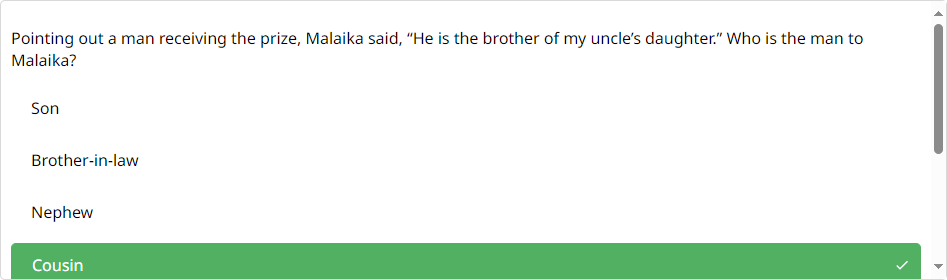 Pointing out a man receiving the prize, Malaika said, “He is the brother of my uncle’s daughter.” Who is the man to
Malaika?
Son
Brother-in-law
Nephew
Cousin